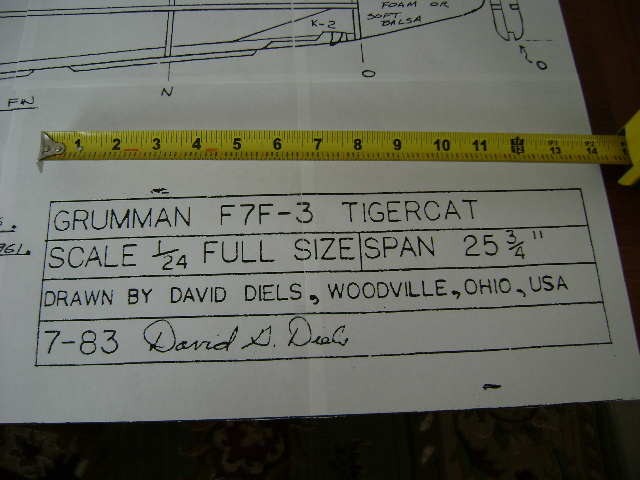 FOAM OR
SOFT
BALSA
K-2
N
O
O
FN
1 2 3 4 5 6 7 8 9 10 11 13 14
961.
GRUMMAN F7F-3 TIGERCAT
SCALE 1/24 FULL SIZE SPAN 25 3/4"
DRAWN BY DAVID DIELS, WOODVILLE, OHIO, USA
7-83 David G. Diels